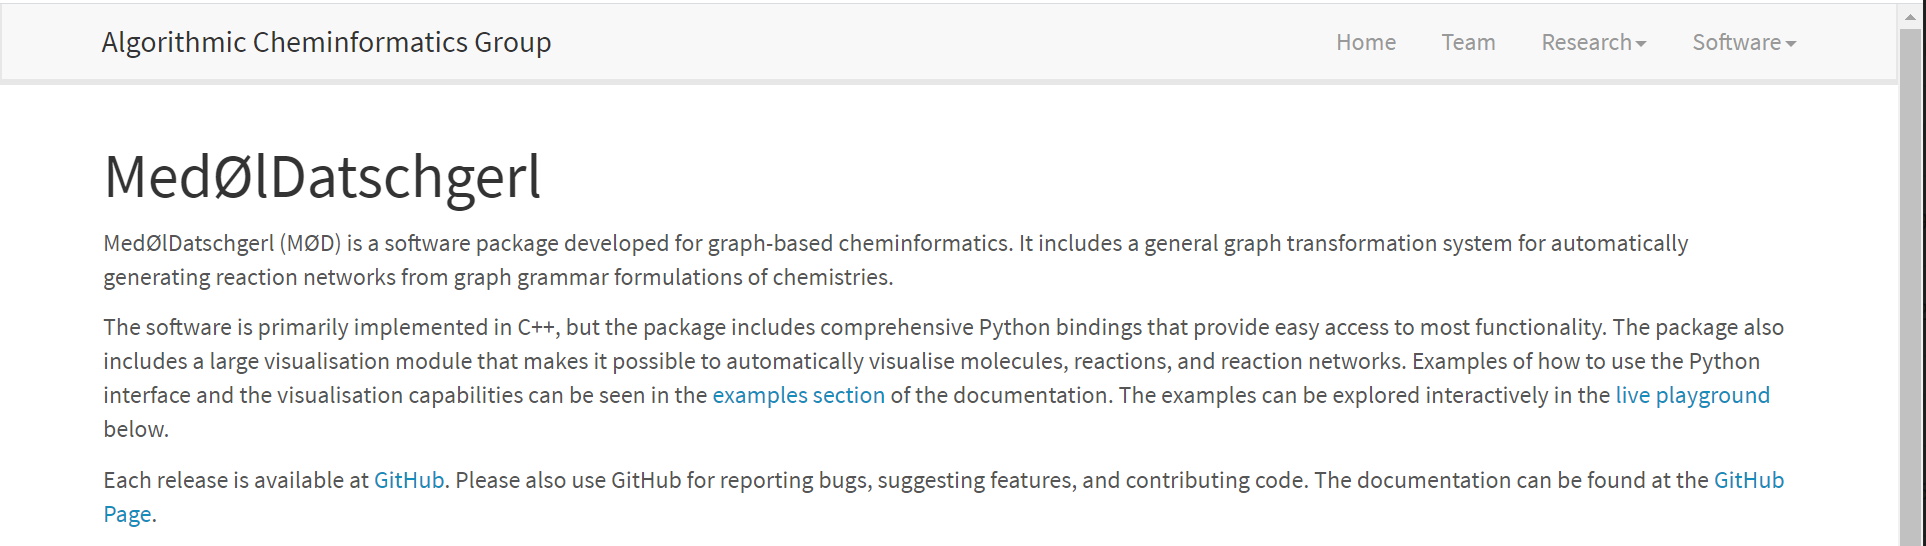 Algorithmic Cheminformatics Group Home Team Research Software
MedØlDatschgerl
MedØlDatschgerl (MØD) is a software package developed for graph-based cheminformatics. It includes a general graph transformation system for automatically
generating reaction networks from graph grammar formulations of chemistries.
The software is primarily implemented in C++, but the package includes comprehensive Python bindings that provide easy access to most functionality. The package also
includes a large visualisation module that makes it possible to automatically visualise molecules, reactions, and reaction networks. Examples of how to use the Python
interface and the visualisation capabilities can be seen in the examples section of the documentation. The examples can be explored interactively in the live playground
below.
Each release is available at GitHub. Please also use GitHub for reporting bugs, suggesting features, and contributing code. The documentation can be found at the GitHub
Page.